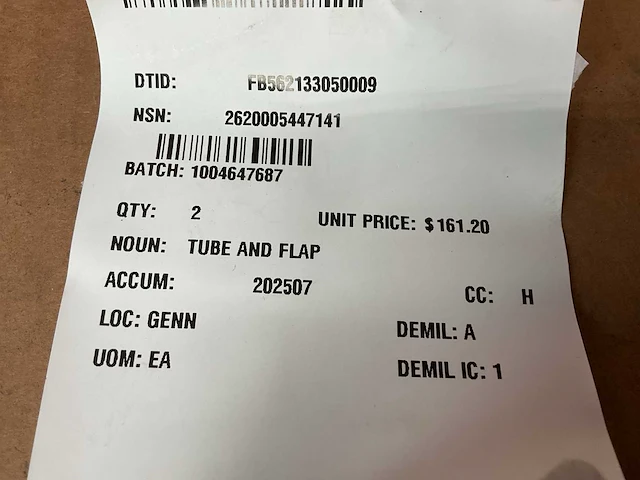 DTID: FB562133050009
NSN: 2620005447141
BATCH: 1004647687
QTY: 2 UNIT PRICE: $161.20
NOUN: TUBE AND FLAP
ACCUM: 202507
CC: H
LOC: GENN
DEMIL: A
UOM: EA
DEMIL IC: 1